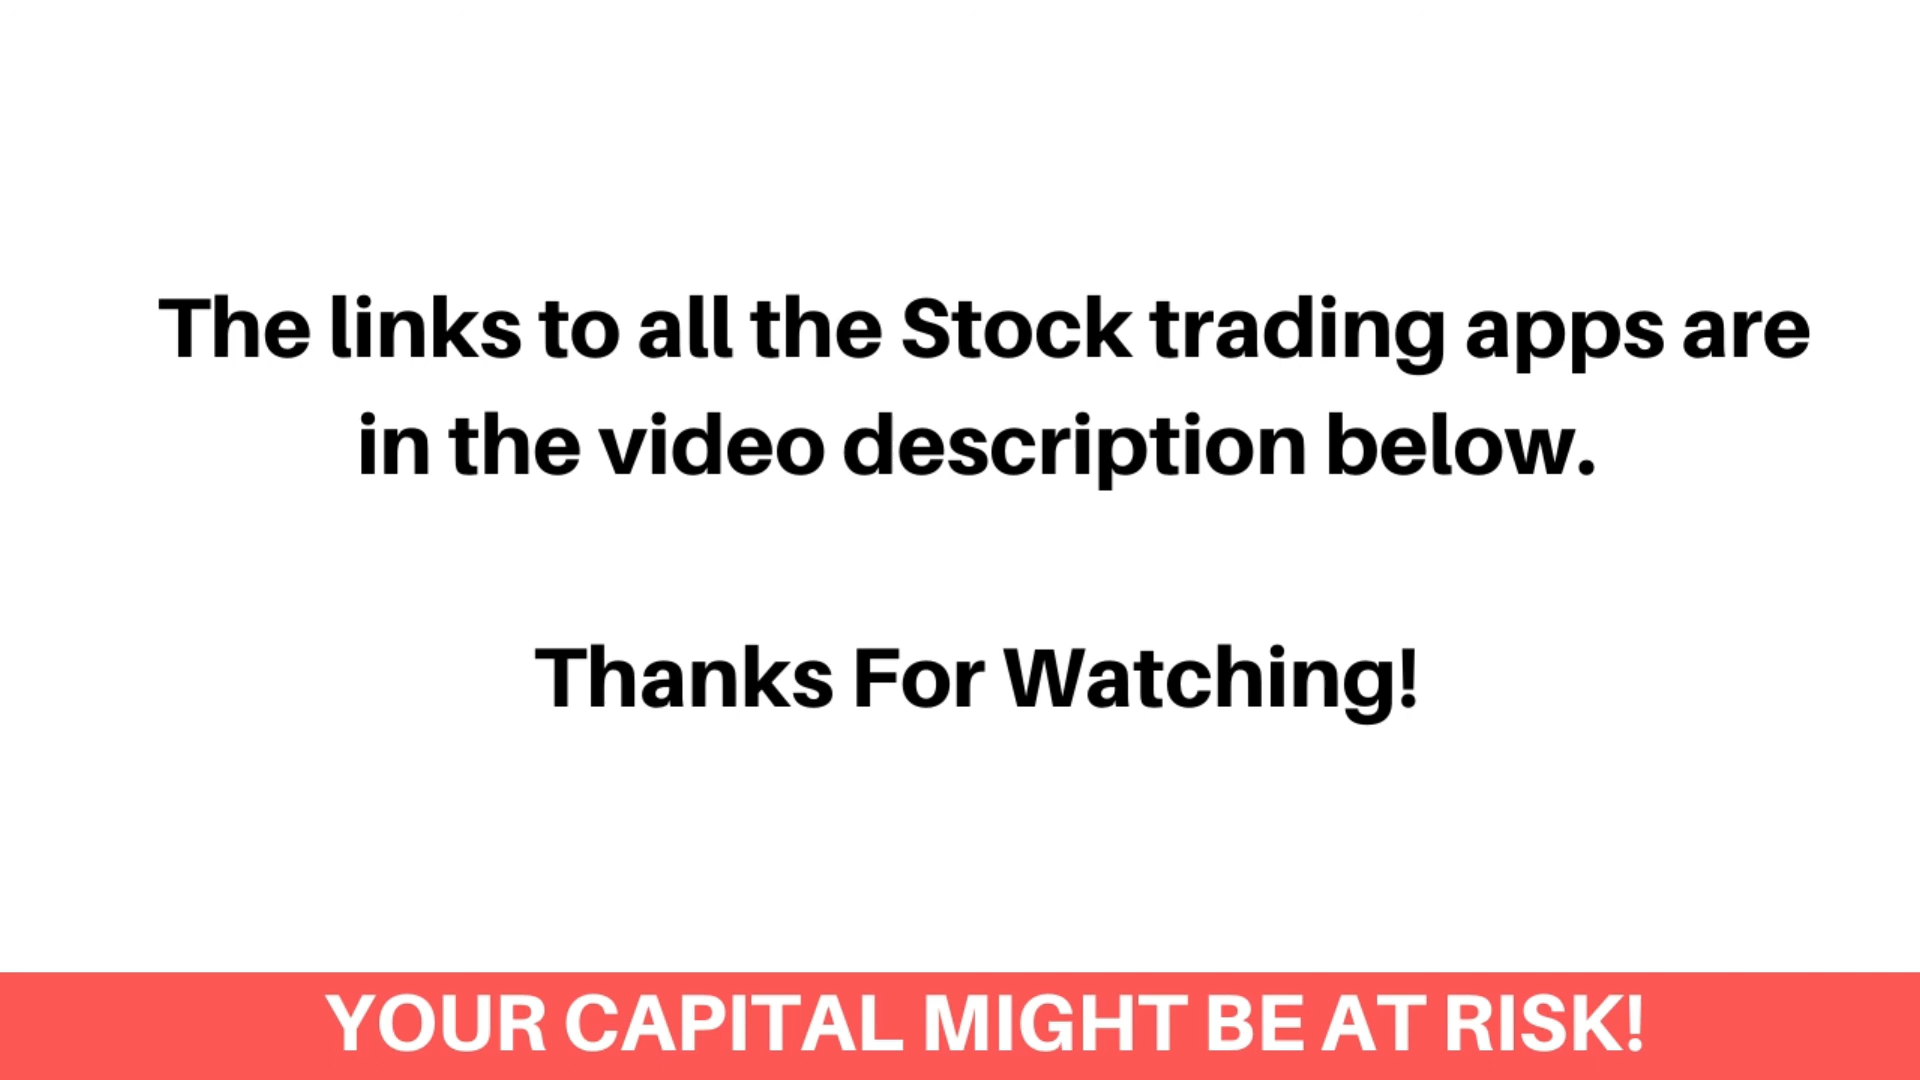 The links to all the Stock trading apps are
in the video description below.
Thanks For Watching!
YOUR CAPITAL MIGHT BE AT RISK!